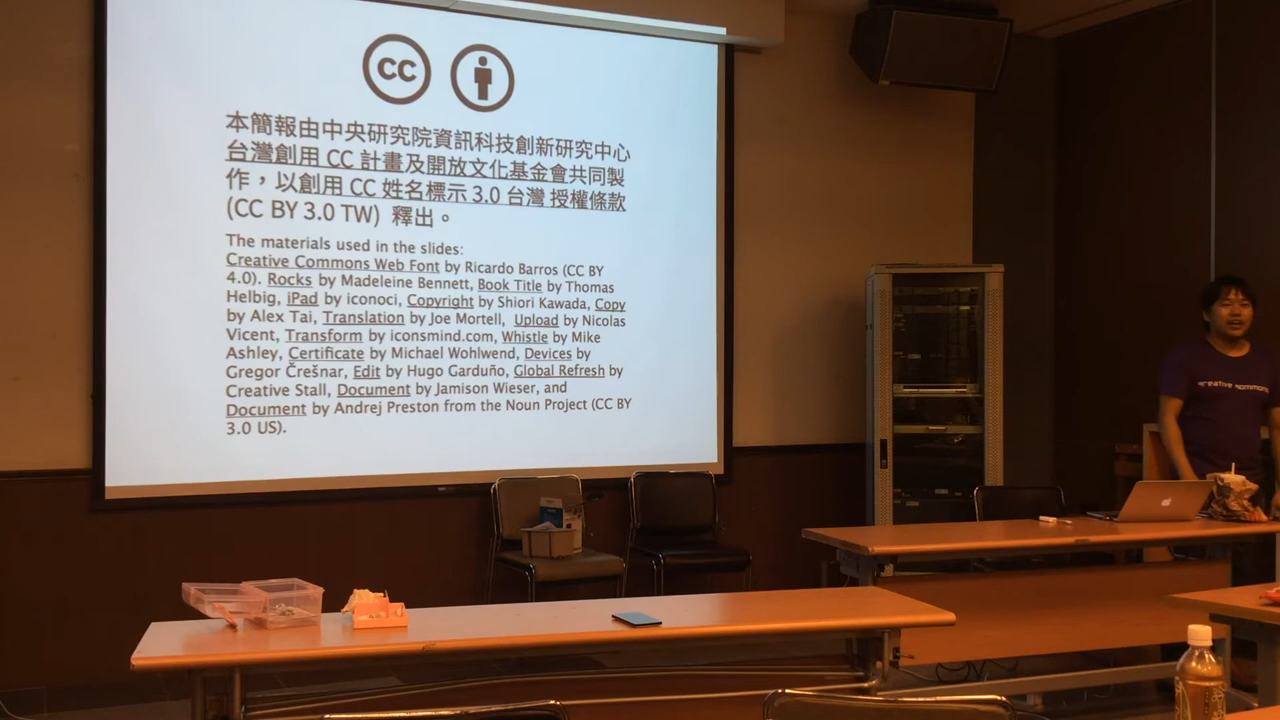 本簡報由中央研究院資訊科技創新研究中心
台灣創用 CC 計畫及開放文化基金會共同製
作，以創用 CC 姓名標示 3.0 台灣 授權條款
(CC BY 3.0 TW) 釋出。
The materials used in the slides:
Creative Commons Web Font by Ricardo Barros (CC BY
4.0). Rocks by Madeleine Bennett, Book Title by Thomas
Helbig, iPad by iconoci, Copyright by Shiori Kawada, Copy
by Alex Tai, Translation by Joe Mortell, Upload by Nicolas
Vicent, Transform by iconsmind.com, Whistle by Mike
Ashley, Certificate by Michael Wohlwend, Devices by
Gregor Črešnar, Edit by Hugo Garduño, Global Refresh by
Creative Stall, Document by Jamison Wieser, and
Document by Andrej Preston from the Noun Project (CC BY
3.0 US).
creative commons